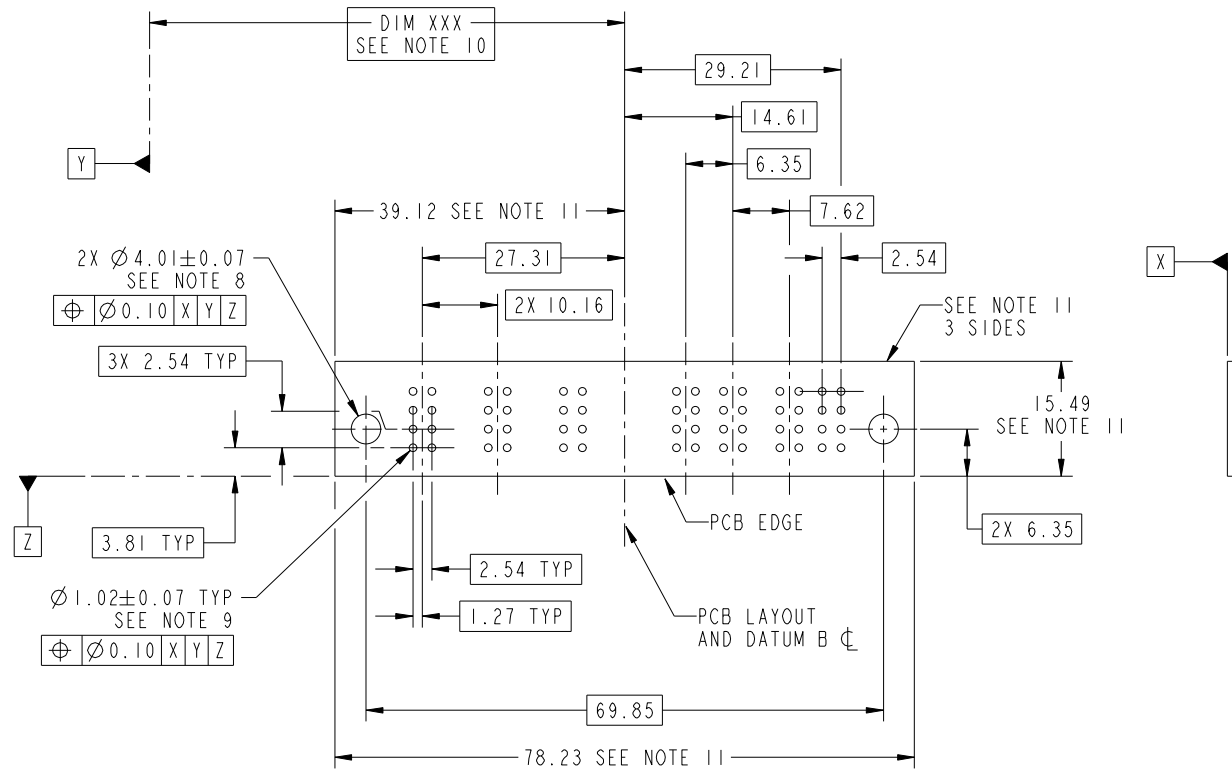 DIM XXX
SEE NOTE 10
29.21
14.61
Y
6.35
39.12 SEE NOTE 11
7.62
2X Ø4.01±0.07
SEE NOTE 8
⌖ Ø0.10 X Y Z
27.31
2.54
X
2X 10.16
SEE NOTE 11
3 SIDES
3X 2.54 TYP
15.49
SEE NOTE 11
Z
3.81 TYP
PCB EDGE
2X 6.35
2.54 TYP
Ø1.02±0.07 TYP
SEE NOTE 9
⌖ Ø0.10 X Y Z
1.27 TYP
PCB LAYOUT
AND DATUM B ℄
69.85
78.23 SEE NOTE 11